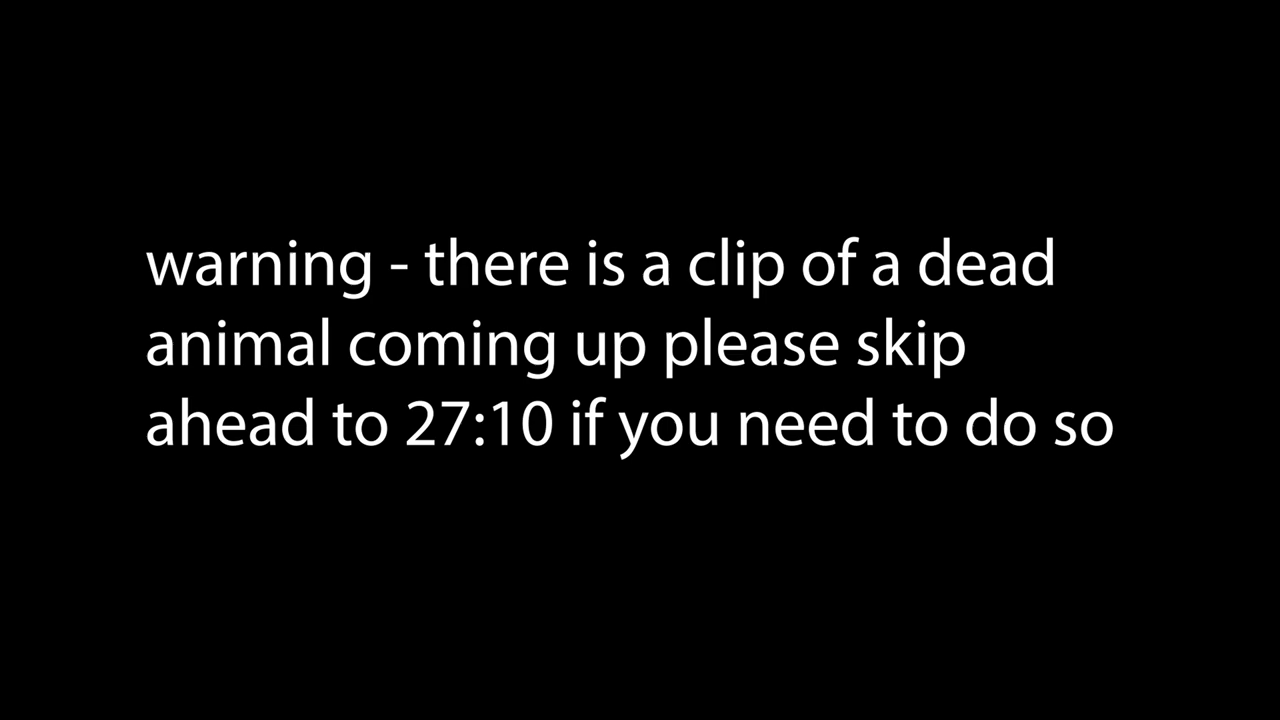 warning - there is a clip of a dead
animal coming up please skip
ahead to 27:10 if you need to do so